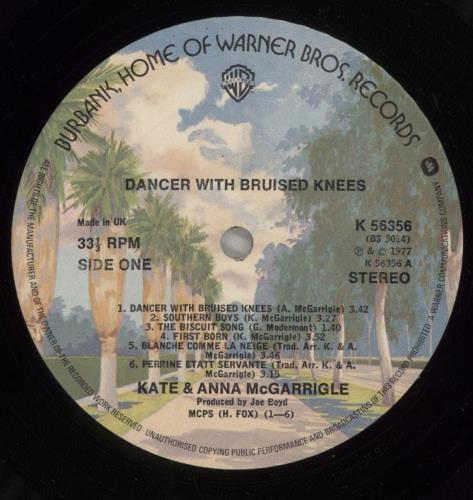 BURBANK, HOME OF WARNER BROS. RECORDS
WB
DANCER WITH BRUISED KNEES
Made in UK
33⅓ RPM
SIDE ONE
K 56356
(BS 3014)
℗ & © 1977
K 56356 A
STEREO
1. DANCER WITH BRUISED KNEES (A. McGarrigle) 3.42
2. SOUTHERN BOYS (K. McGarrigle) 3.27
3. THE BISCUIT SONG (G. Modermont) 1.40
4. FIRST BORN (K. McGarrigle) 3.52
5. BLANCHE COMME LA NEIGE (Trad. Arr. K. & A.
McGarrigle) 3.46
6. PERRINE ETAIT SERVANTE (Trad. Arr. K. & A.
McGarrigle) 3.15
KATE & ANNA McGARRIGLE
Produced by Joe Boyd
MCPS (H. FOX) (1—6)
ALL RIGHTS OF THE MANUFACTURER AND OF THE OWNER OF THE RECORDED WORK RESERVED UNAUTHORISED COPYING PUBLIC PERFORMANCE AND BROADCASTING OF THIS RECORD PROHIBITED. A WARNER COMMUNICATIONS COMPANY